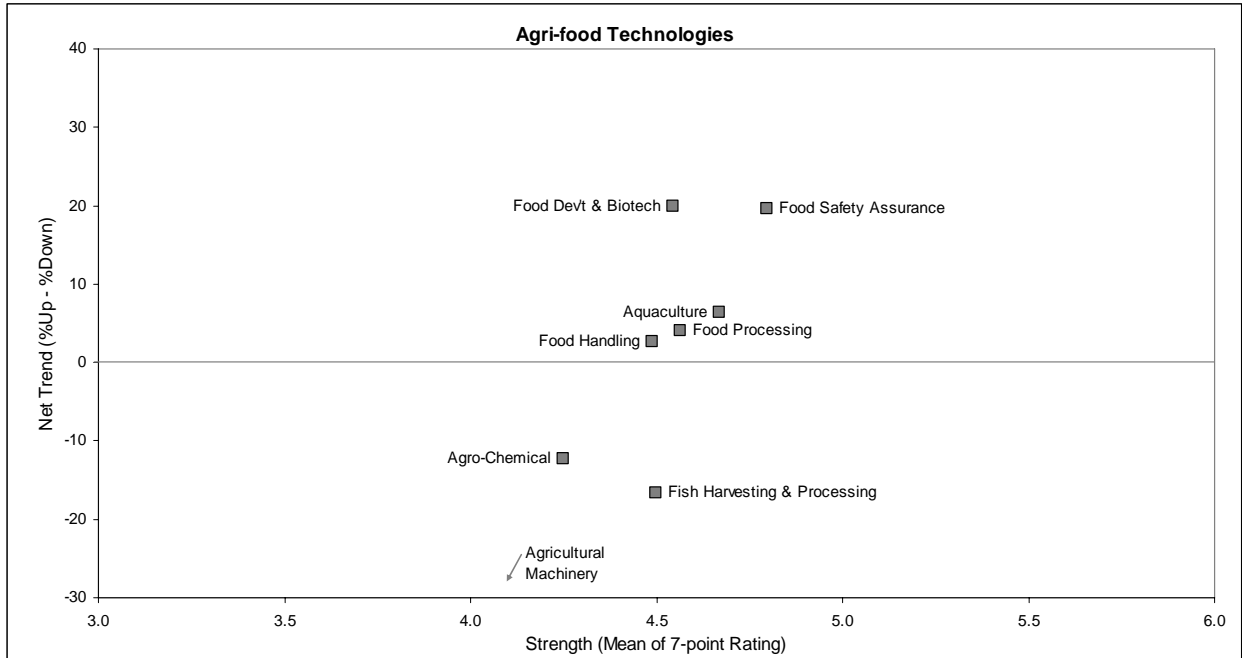 Agri-food Technologies
40
30
20
10
0
-10
-20
-30
Net Trend (%Up - %Down)
Food Dev't & Biotech
Food Safety Assurance
Aquaculture
Food Processing
Food Handling
Agro-Chemical
Fish Harvesting & Processing
Agricultural
Machinery
3.0 3.5 4.0 4.5 5.0 5.5 6.0
Strength (Mean of 7-point Rating)